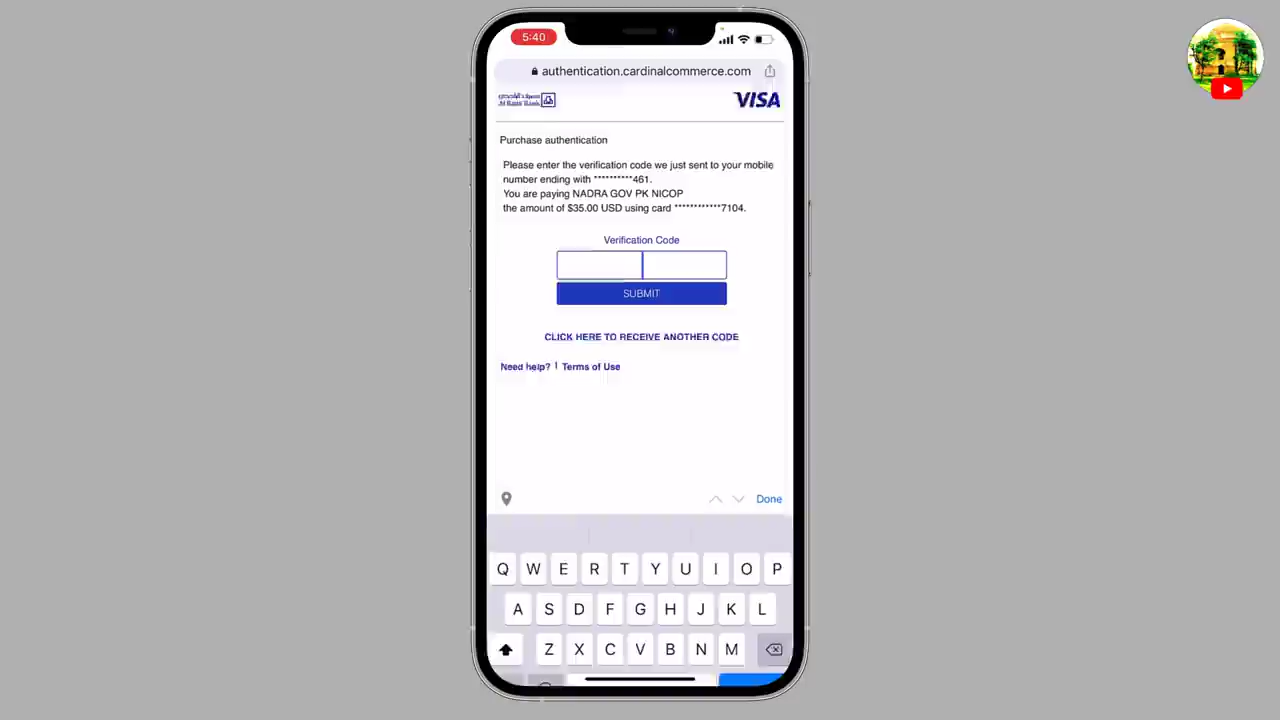 5:40
authentication.cardinalcommerce.com
VISA
Purchase authentication
Please enter the verification code we just sent to your mobile
number ending with **********461.
You are paying NADRA GOV PK NICOP
the amount of $35.00 USD using card ************7104.
Verification Code
SUBMIT
CLICK HERE TO RECEIVE ANOTHER CODE
Need help? | Terms of Use
Done
Q W E R T Y U I O P
A S D F G H J K L
Z X C V B N M